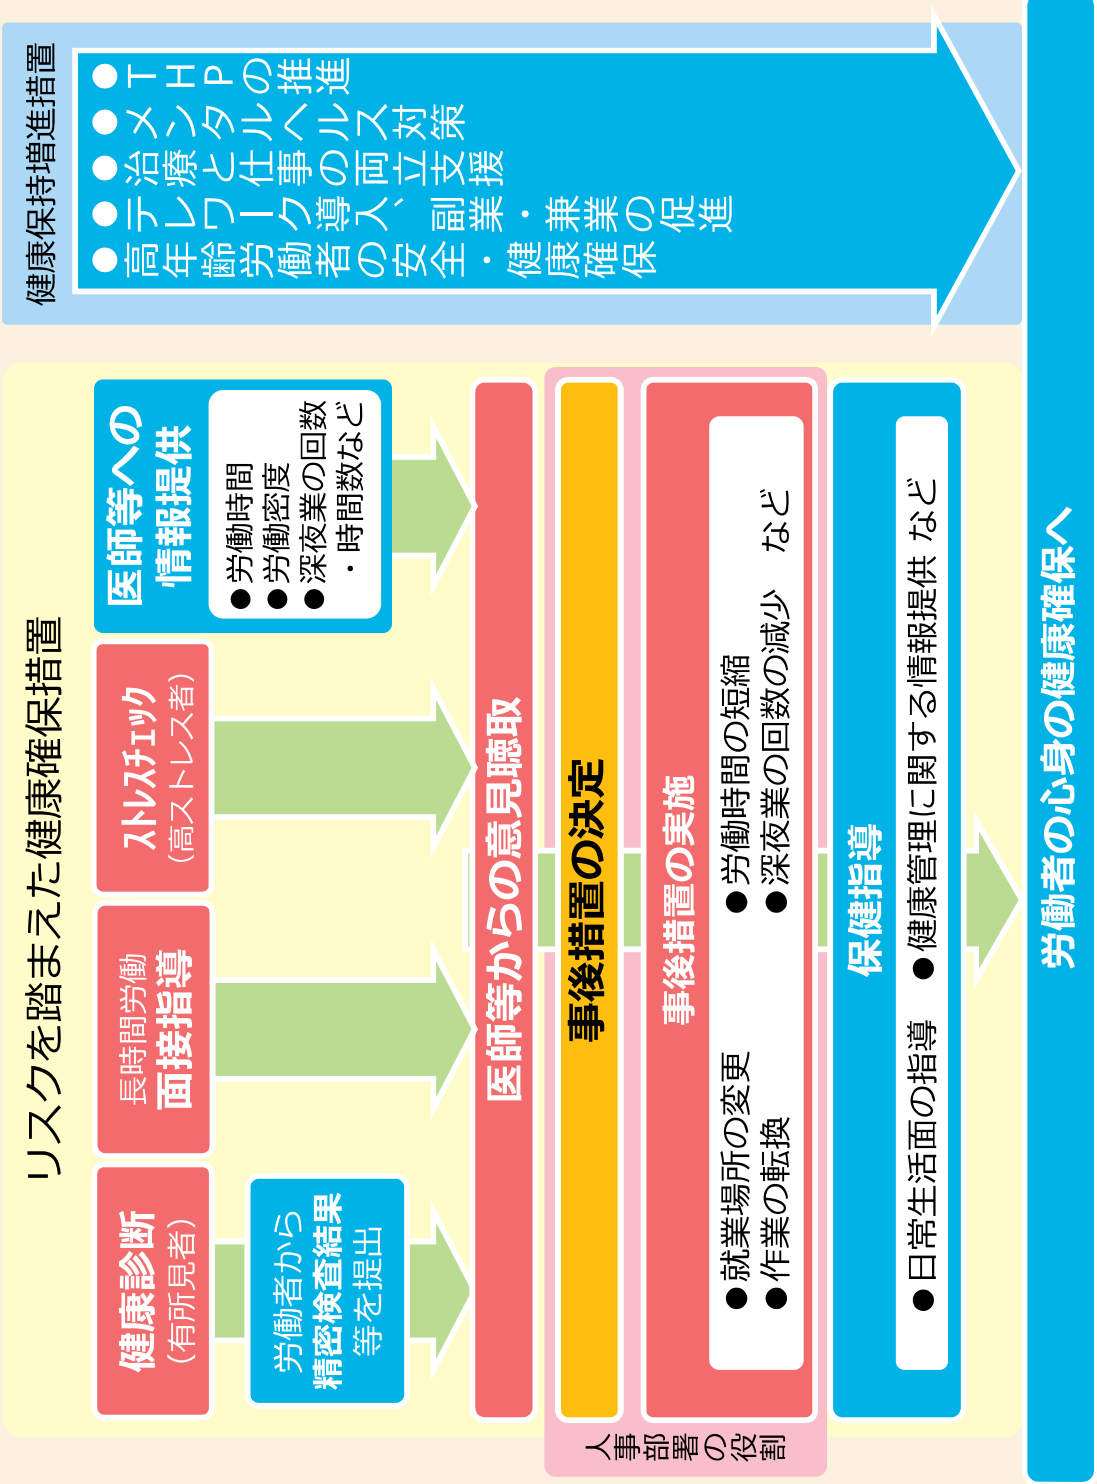 リスクを踏まえた健康確保措置
健康診断
(有所見者)
労働者から
精密検査結果
等を提出
長時間労働
面接指導
ストレスチェック
(高ストレス者)
医師等への
情報提供
●労働時間
●労働密度
●深夜業の回数
・時間数など
医師等からの意見聴取
人事部署の役割
事後措置の決定
事後措置の実施
●就業場所の変更 ●労働時間の短縮
●作業の転換 ●深夜業の回数の減少 など
保健指導
●日常生活面の指導 ●健康管理に関する情報提供 など
健康保持増進措置
●THPの推進
●メンタルヘルス対策
●治療と仕事の両立支援
●テレワーク導入、副業・兼業の促進
●高年齢労働者の安全・健康確保
労働者の心身の健康確保へ